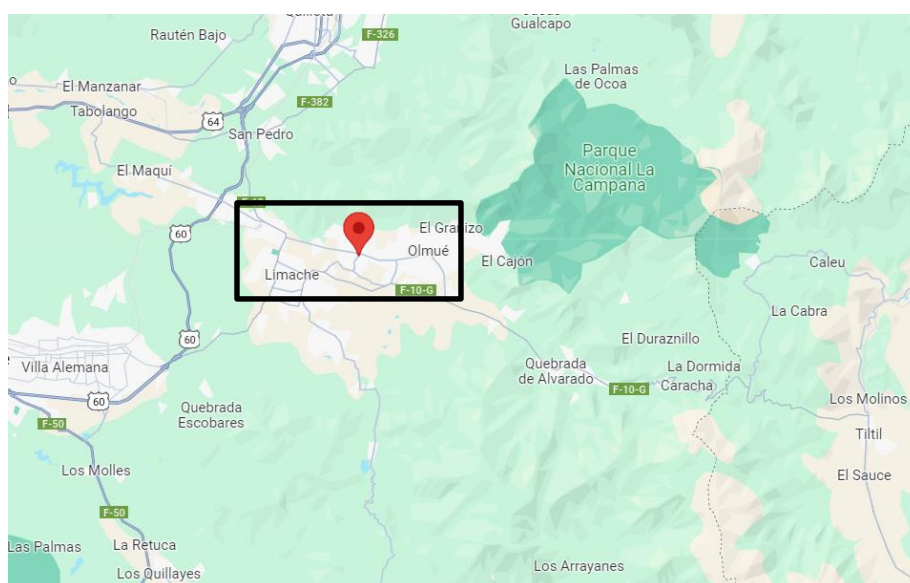 Gualcapo
Rautén Bajo
F-326
Las Palmas
de Ocoa
El Manzanar
F-382
Tabolango
64
San Pedro
Parque
Nacional La
Campana
El Maquí
El Granizo
60
Olmué
El Cajón
Caleu
Limache
F-10-G
La Cabra
60
El Duraznillo
Villa Alemana
Quebrada
de Alvarado
La Dormida
F-10-G
Caracha
60
Los Molinos
Quebrada
Escobares
F-50
Tiltil
Los Molles
El Sauce
F-50
Las Palmas
La Retuca
Los Arrayanes
Los Quillayes